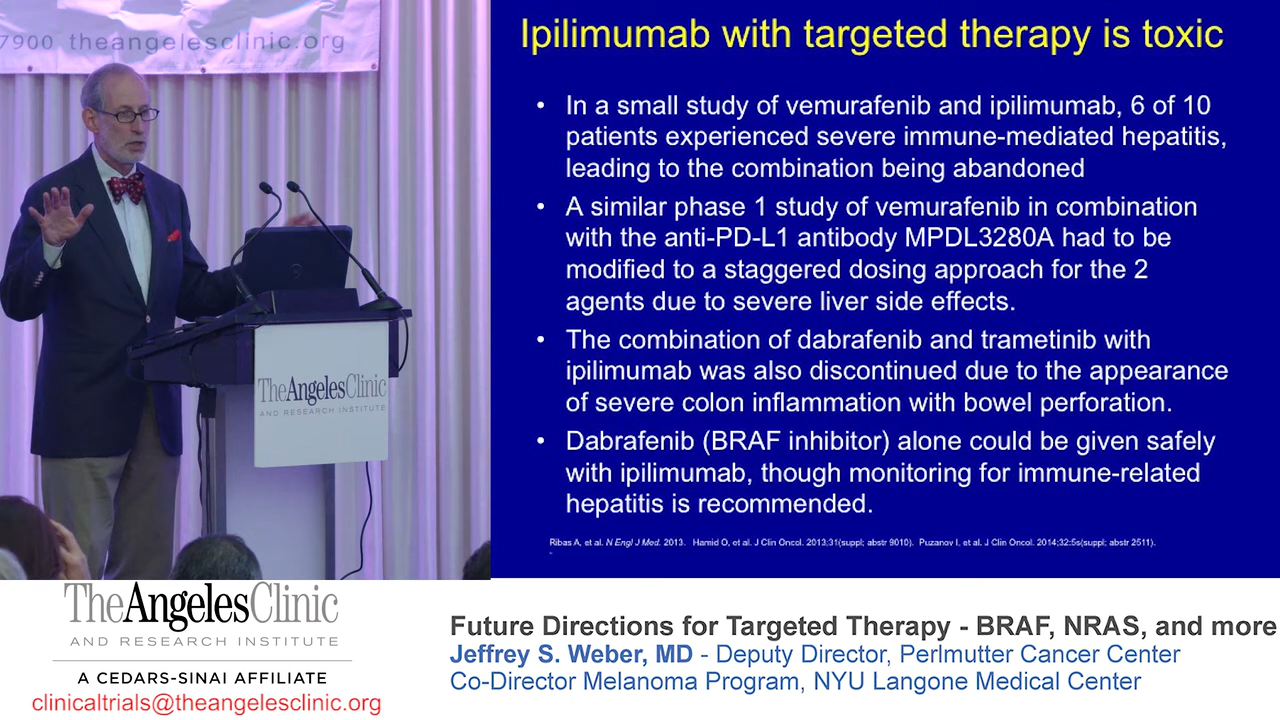 7900 theangelesclinic.org
TheAngelesClinic
AND RESEARCH INSTITUTE
Ipilimumab with targeted therapy is toxic
• In a small study of vemurafenib and ipilimumab, 6 of 10
patients experienced severe immune-mediated hepatitis,
leading to the combination being abandoned
• A similar phase 1 study of vemurafenib in combination
with the anti-PD-L1 antibody MPDL3280A had to be
modified to a staggered dosing approach for the 2
agents due to severe liver side effects.
• The combination of dabrafenib and trametinib with
ipilimumab was also discontinued due to the appearance
of severe colon inflammation with bowel perforation.
• Dabrafenib (BRAF inhibitor) alone could be given safely
with ipilimumab, though monitoring for immune-related
hepatitis is recommended.
Ribas A, et al. N Engl J Med. 2013. Hamid O, et al. J Clin Oncol. 2013;31(suppl; abstr 9010). Puzanov I, et al. J Clin Oncol. 2014;32:5s(suppl; abstr 2511).
TheAngelesClinic
AND RESEARCH INSTITUTE
A CEDARS-SINAI AFFILIATE
clinicaltrials@theangelesclinic.org
Future Directions for Targeted Therapy - BRAF, NRAS, and more
Jeffrey S. Weber, MD - Deputy Director, Perlmutter Cancer Center
Co-Director Melanoma Program, NYU Langone Medical Center